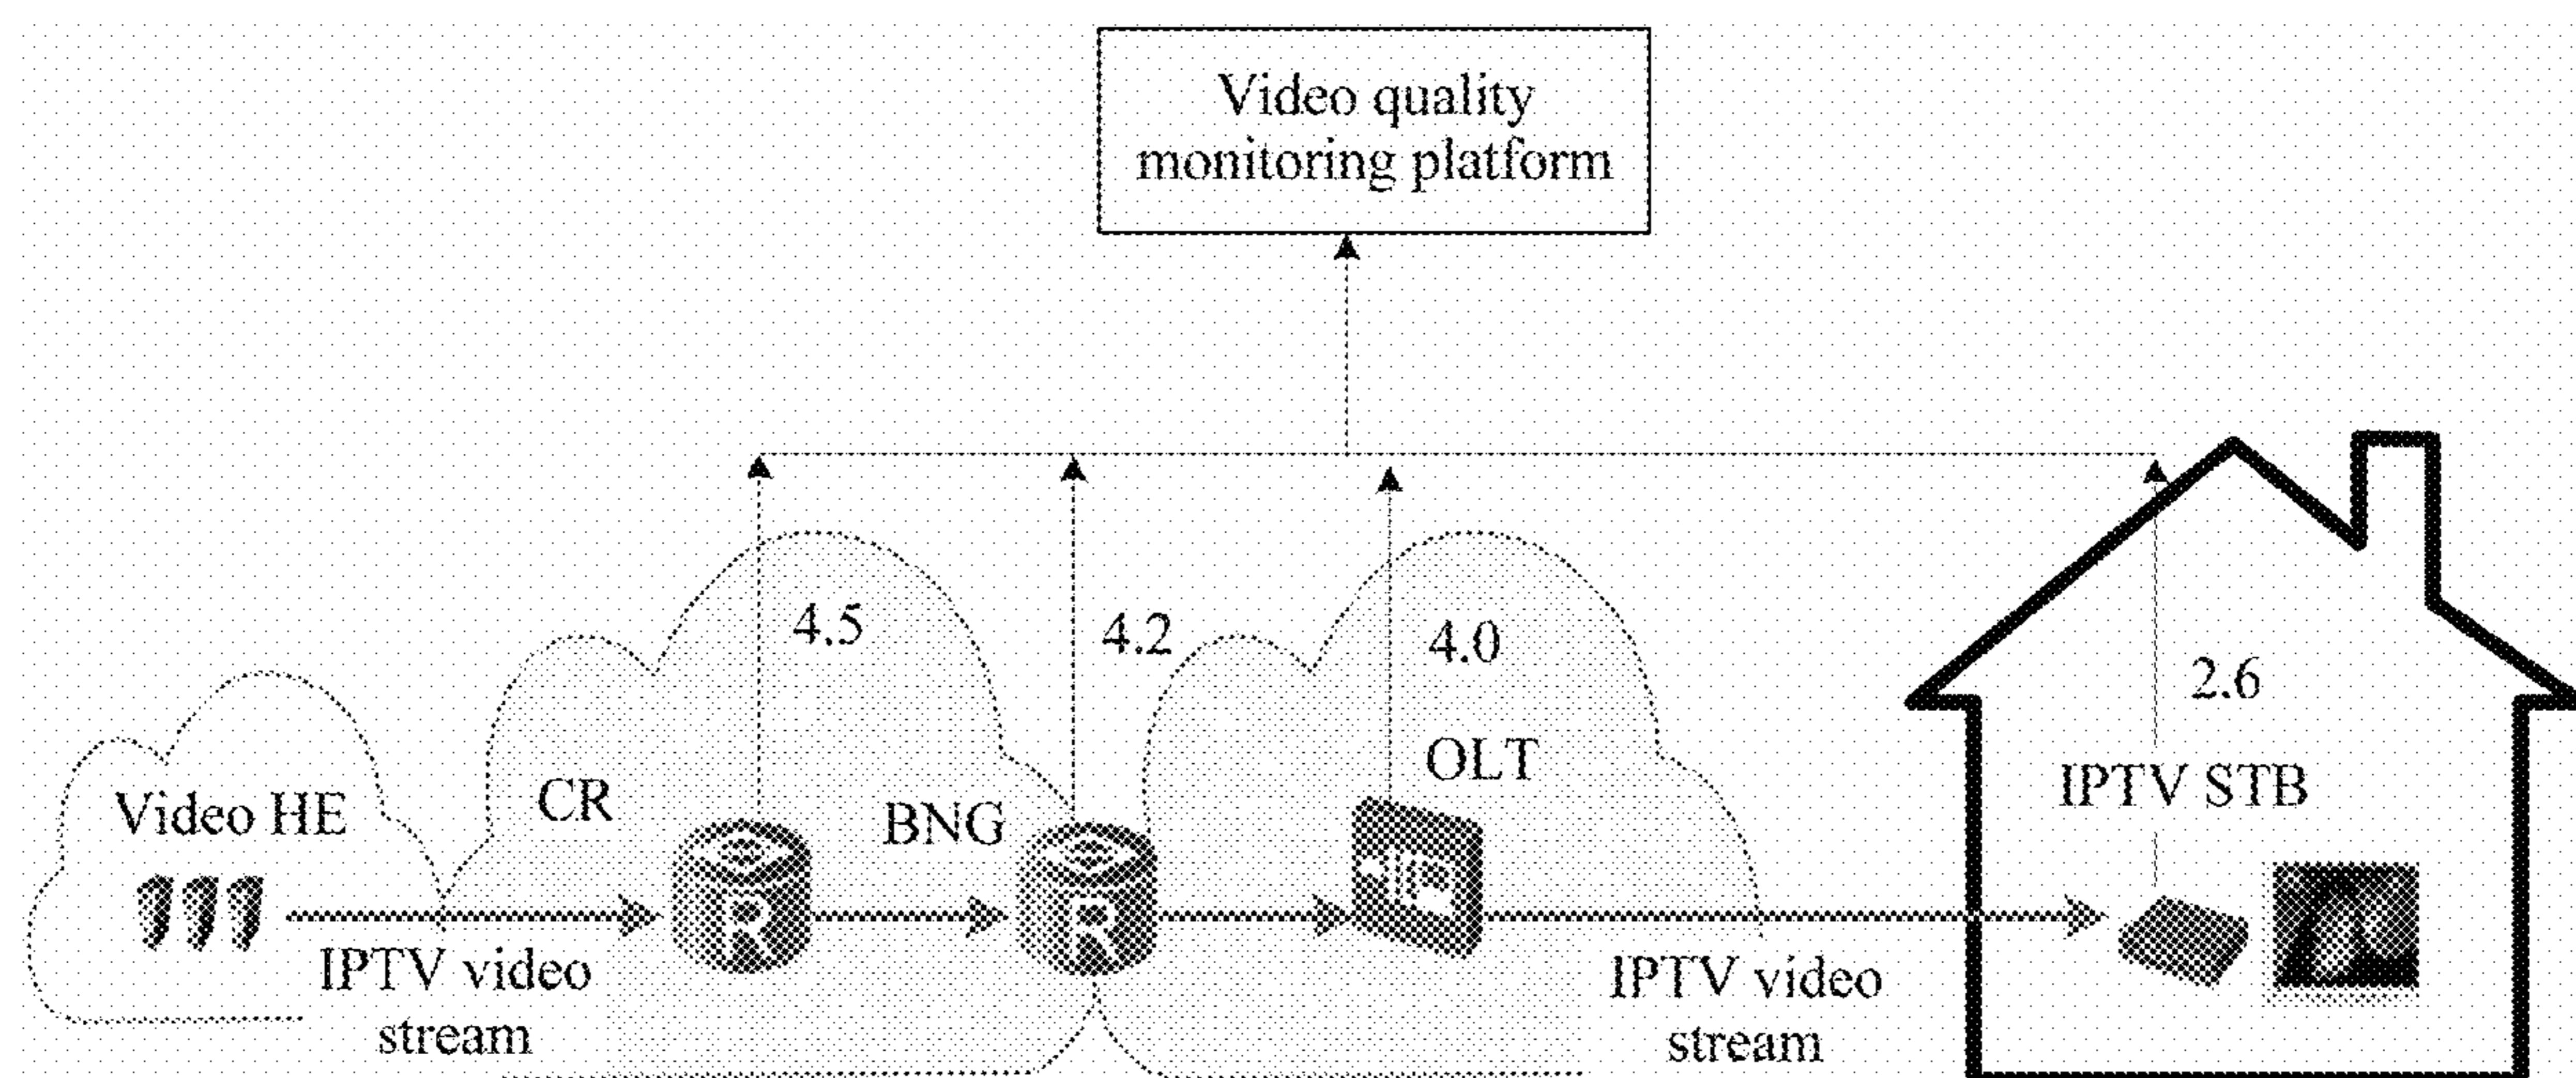 Video quality
monitoring platform
4.5
4.2
4.0
2.6
OLT
IPTV STB
CR
Video HE
BNG
R
R
IPTV video
stream
IPTV video
stream